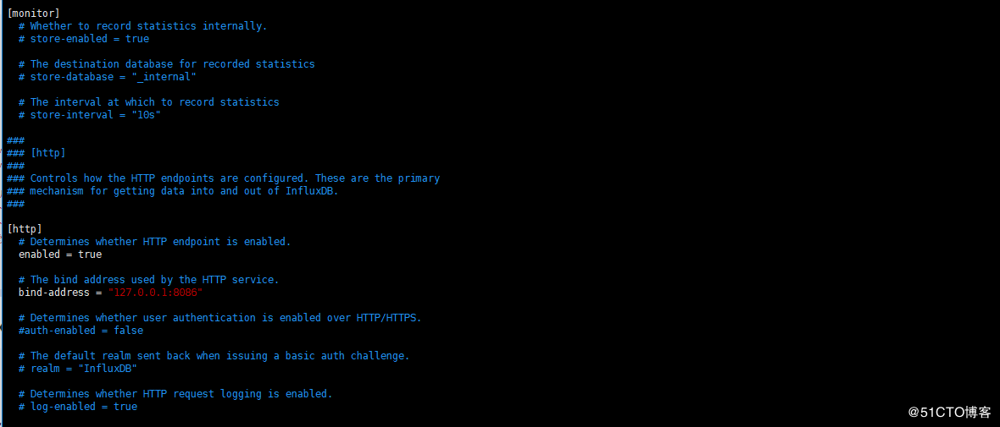 [monitor]
# Whether to record statistics internally.
# store-enabled = true
# The destination database for recorded statistics
# store-database = "_internal"
# The interval at which to record statistics
# store-interval = "10s"
###
### [http]
###
### Controls how the HTTP endpoints are configured. These are the primary
### mechanism for getting data into and out of InfluxDB.
###
[http]
# Determines whether HTTP endpoint is enabled.
enabled = true
# The bind address used by the HTTP service.
bind-address = "127.0.0.1:8086"
# Determines whether user authentication is enabled over HTTP/HTTPS.
#auth-enabled = false
# The default realm sent back when issuing a basic auth challenge.
# realm = "InfluxDB"
# Determines whether HTTP request logging is enabled.
# log-enabled = true
@51CTO博客